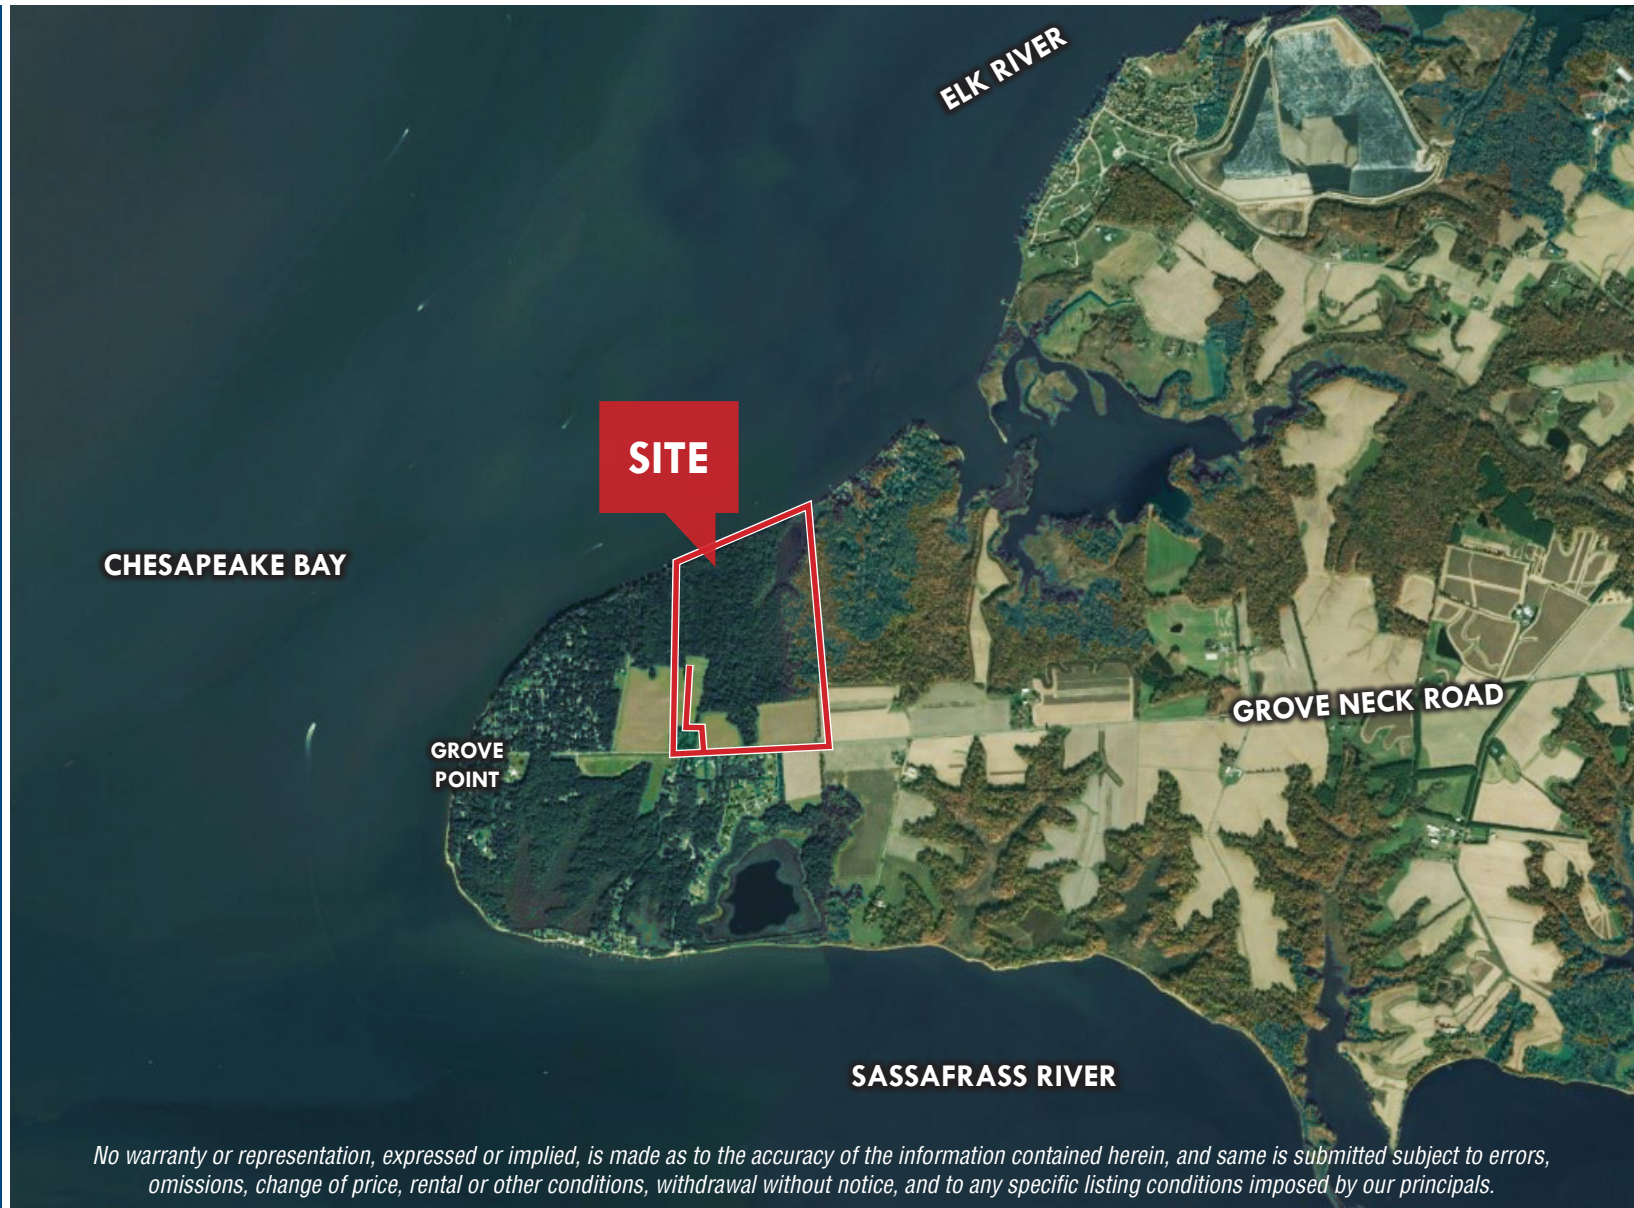 ELK RIVER
SITE
CHESAPEAKE BAY
GROVE NECK ROAD
GROVE
POINT
SASSAFRASS RIVER
No warranty or representation, expressed or implied, is made as to the accuracy of the information contained herein, and same is submitted subject to errors,
omissions, change of price, rental or other conditions, withdrawal without notice, and to any specific listing conditions imposed by our principals.